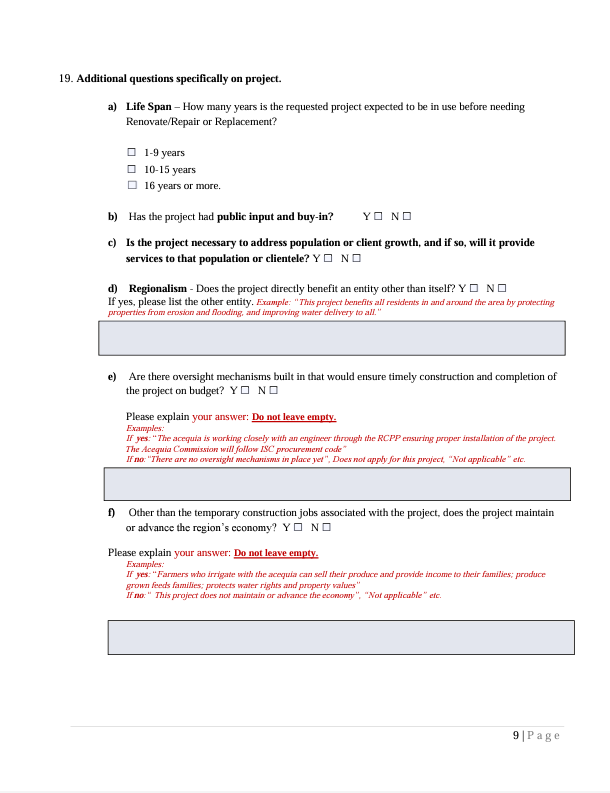 19. Additional questions specifically on project.
a) Life Span – How many years is the requested project expected to be in use before needing
Renovate/Repair or Replacement?
☐ 1-9 years
☐ 10-15 years
☐ 16 years or more.
b) Has the project had public input and buy-in? Y ☐ N ☐
c) Is the project necessary to address population or client growth, and if so, will it provide
services to that population or clientele? Y ☐ N ☐
d) Regionalism - Does the project directly benefit an entity other than itself? Y ☐ N ☐
If yes, please list the other entity. Example: "This project benefits all residents in and around the area by protecting
properties from erosion and flooding, and improving water delivery to all."
e) Are there oversight mechanisms built in that would ensure timely construction and completion of
the project on budget? Y ☐ N ☐
Please explain your answer: Do not leave empty.
Examples:
If yes: "The acequia is working closely with an engineer through the RCPP ensuring proper installation of the project.
The Acequia Commission will follow ISC procurement code"
If no:"There are no oversight mechanisms in place yet", Does not apply for this project, "Not applicable" etc.
f) Other than the temporary construction jobs associated with the project, does the project maintain
or advance the region's economy? Y ☐ N ☐
Please explain your answer: Do not leave empty.
Examples:
If yes: "Farmers who irrigate with the acequia can sell their produce and provide income to their families; produce
grown feeds families; protects water rights and property values"
If no:" This project does not maintain or advance the economy", "Not applicable" etc.
9 | P a g e